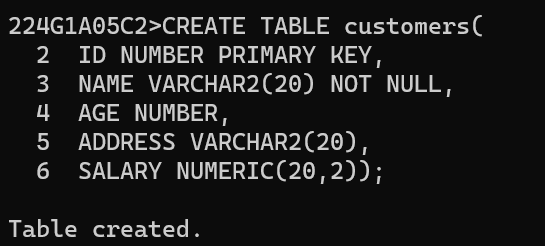 224G1A05C2>CREATE TABLE customers(
2 ID NUMBER PRIMARY KEY,
3 NAME VARCHAR2(20) NOT NULL,
4 AGE NUMBER,
5 ADDRESS VARCHAR2(20),
6 SALARY NUMERIC(20,2));
Table created.